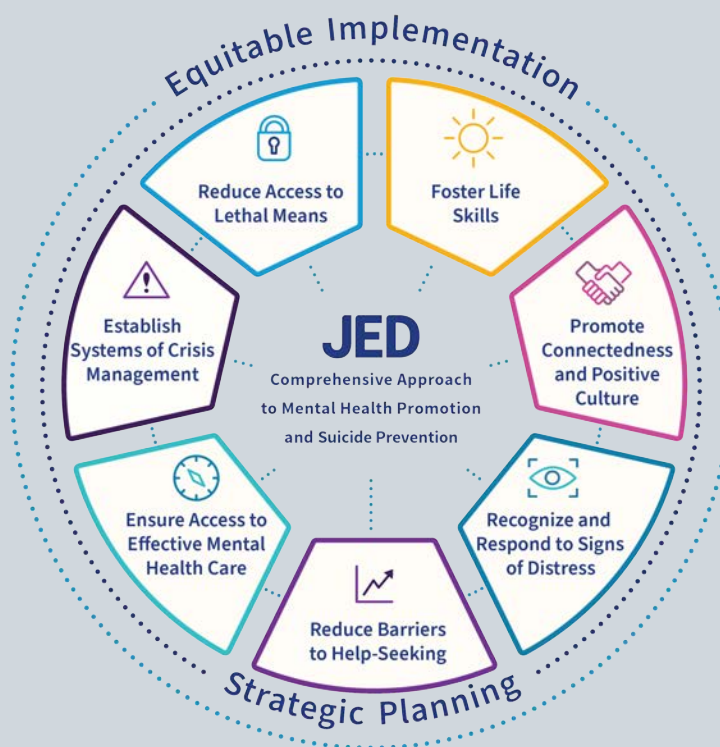 Equitable Implementation
Reduce Access to
Lethal Means
Foster Life
Skills
Establish
Systems of Crisis
Management
Promote
Connectedness
and Positive
Culture
JED
Comprehensive Approach
to Mental Health Promotion
and Suicide Prevention
Ensure Access to
Effective Mental
Health Care
Recognize and
Respond to Signs
of Distress
Reduce Barriers
to Help-Seeking
Strategic Planning